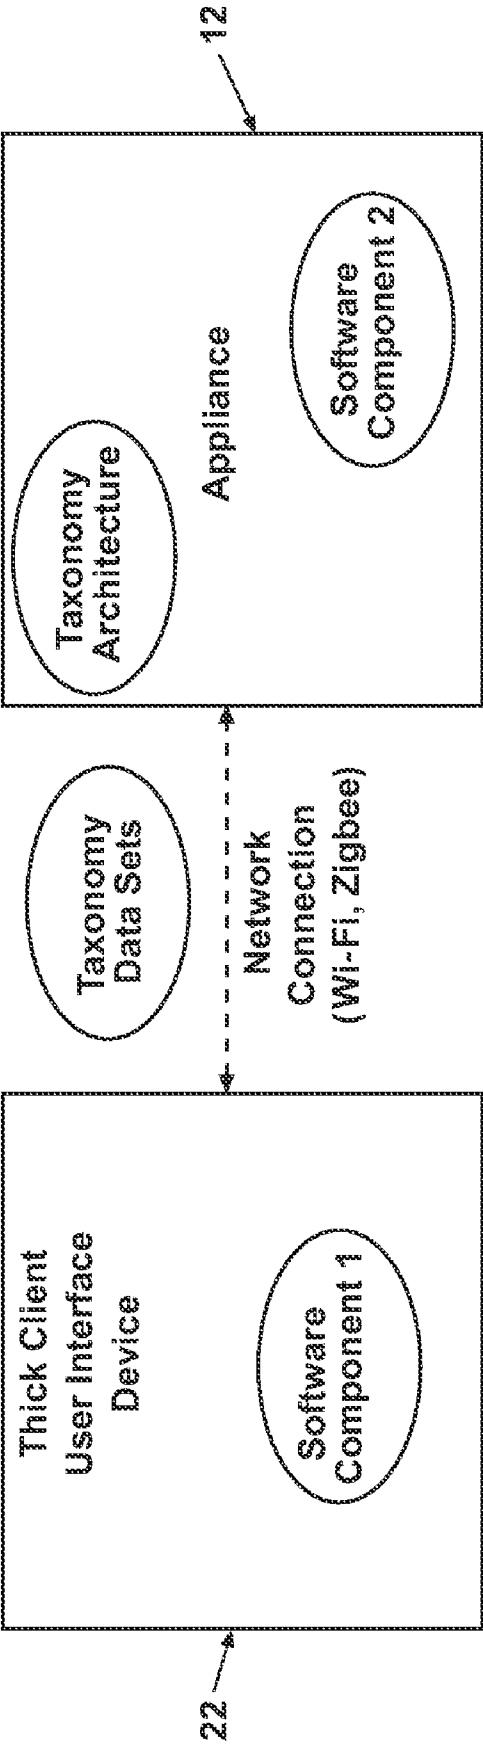 22
Thick Client
User Interface
Device
Software
Component 1
Taxonomy
Data Sets
Network
Connection
(Wi-Fi, Zigbee)
Taxonomy
Architecture
Appliance
Software
Component 2
12